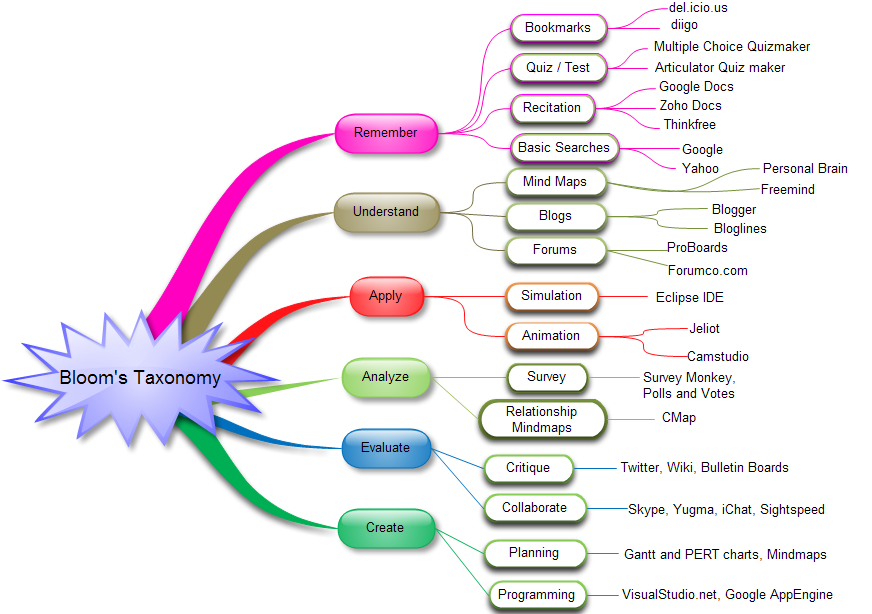 Bloom's Taxonomy
Remember
Bookmarks
del.icio.us
diigo
Quiz / Test
Multiple Choice Quizmaker
Articulator Quiz maker
Recitation
Google Docs
Zoho Docs
Thinkfree
Basic Searches
Google
Yahoo
Understand
Mind Maps
Personal Brain
Freemind
Blogs
Blogger
Bloglines
Forums
ProBoards
Forumco.com
Apply
Simulation
Eclipse IDE
Animation
Jeliot
Camstudio
Analyze
Survey
Survey Monkey,
Polls and Votes
Relationship
Mindmaps
CMap
Evaluate
Critique
Twitter, Wiki, Bulletin Boards
Collaborate
Skype, Yugma, iChat, Sightspeed
Create
Planning
Gantt and PERT charts, Mindmaps
Programming
VisualStudio.net, Google AppEngine